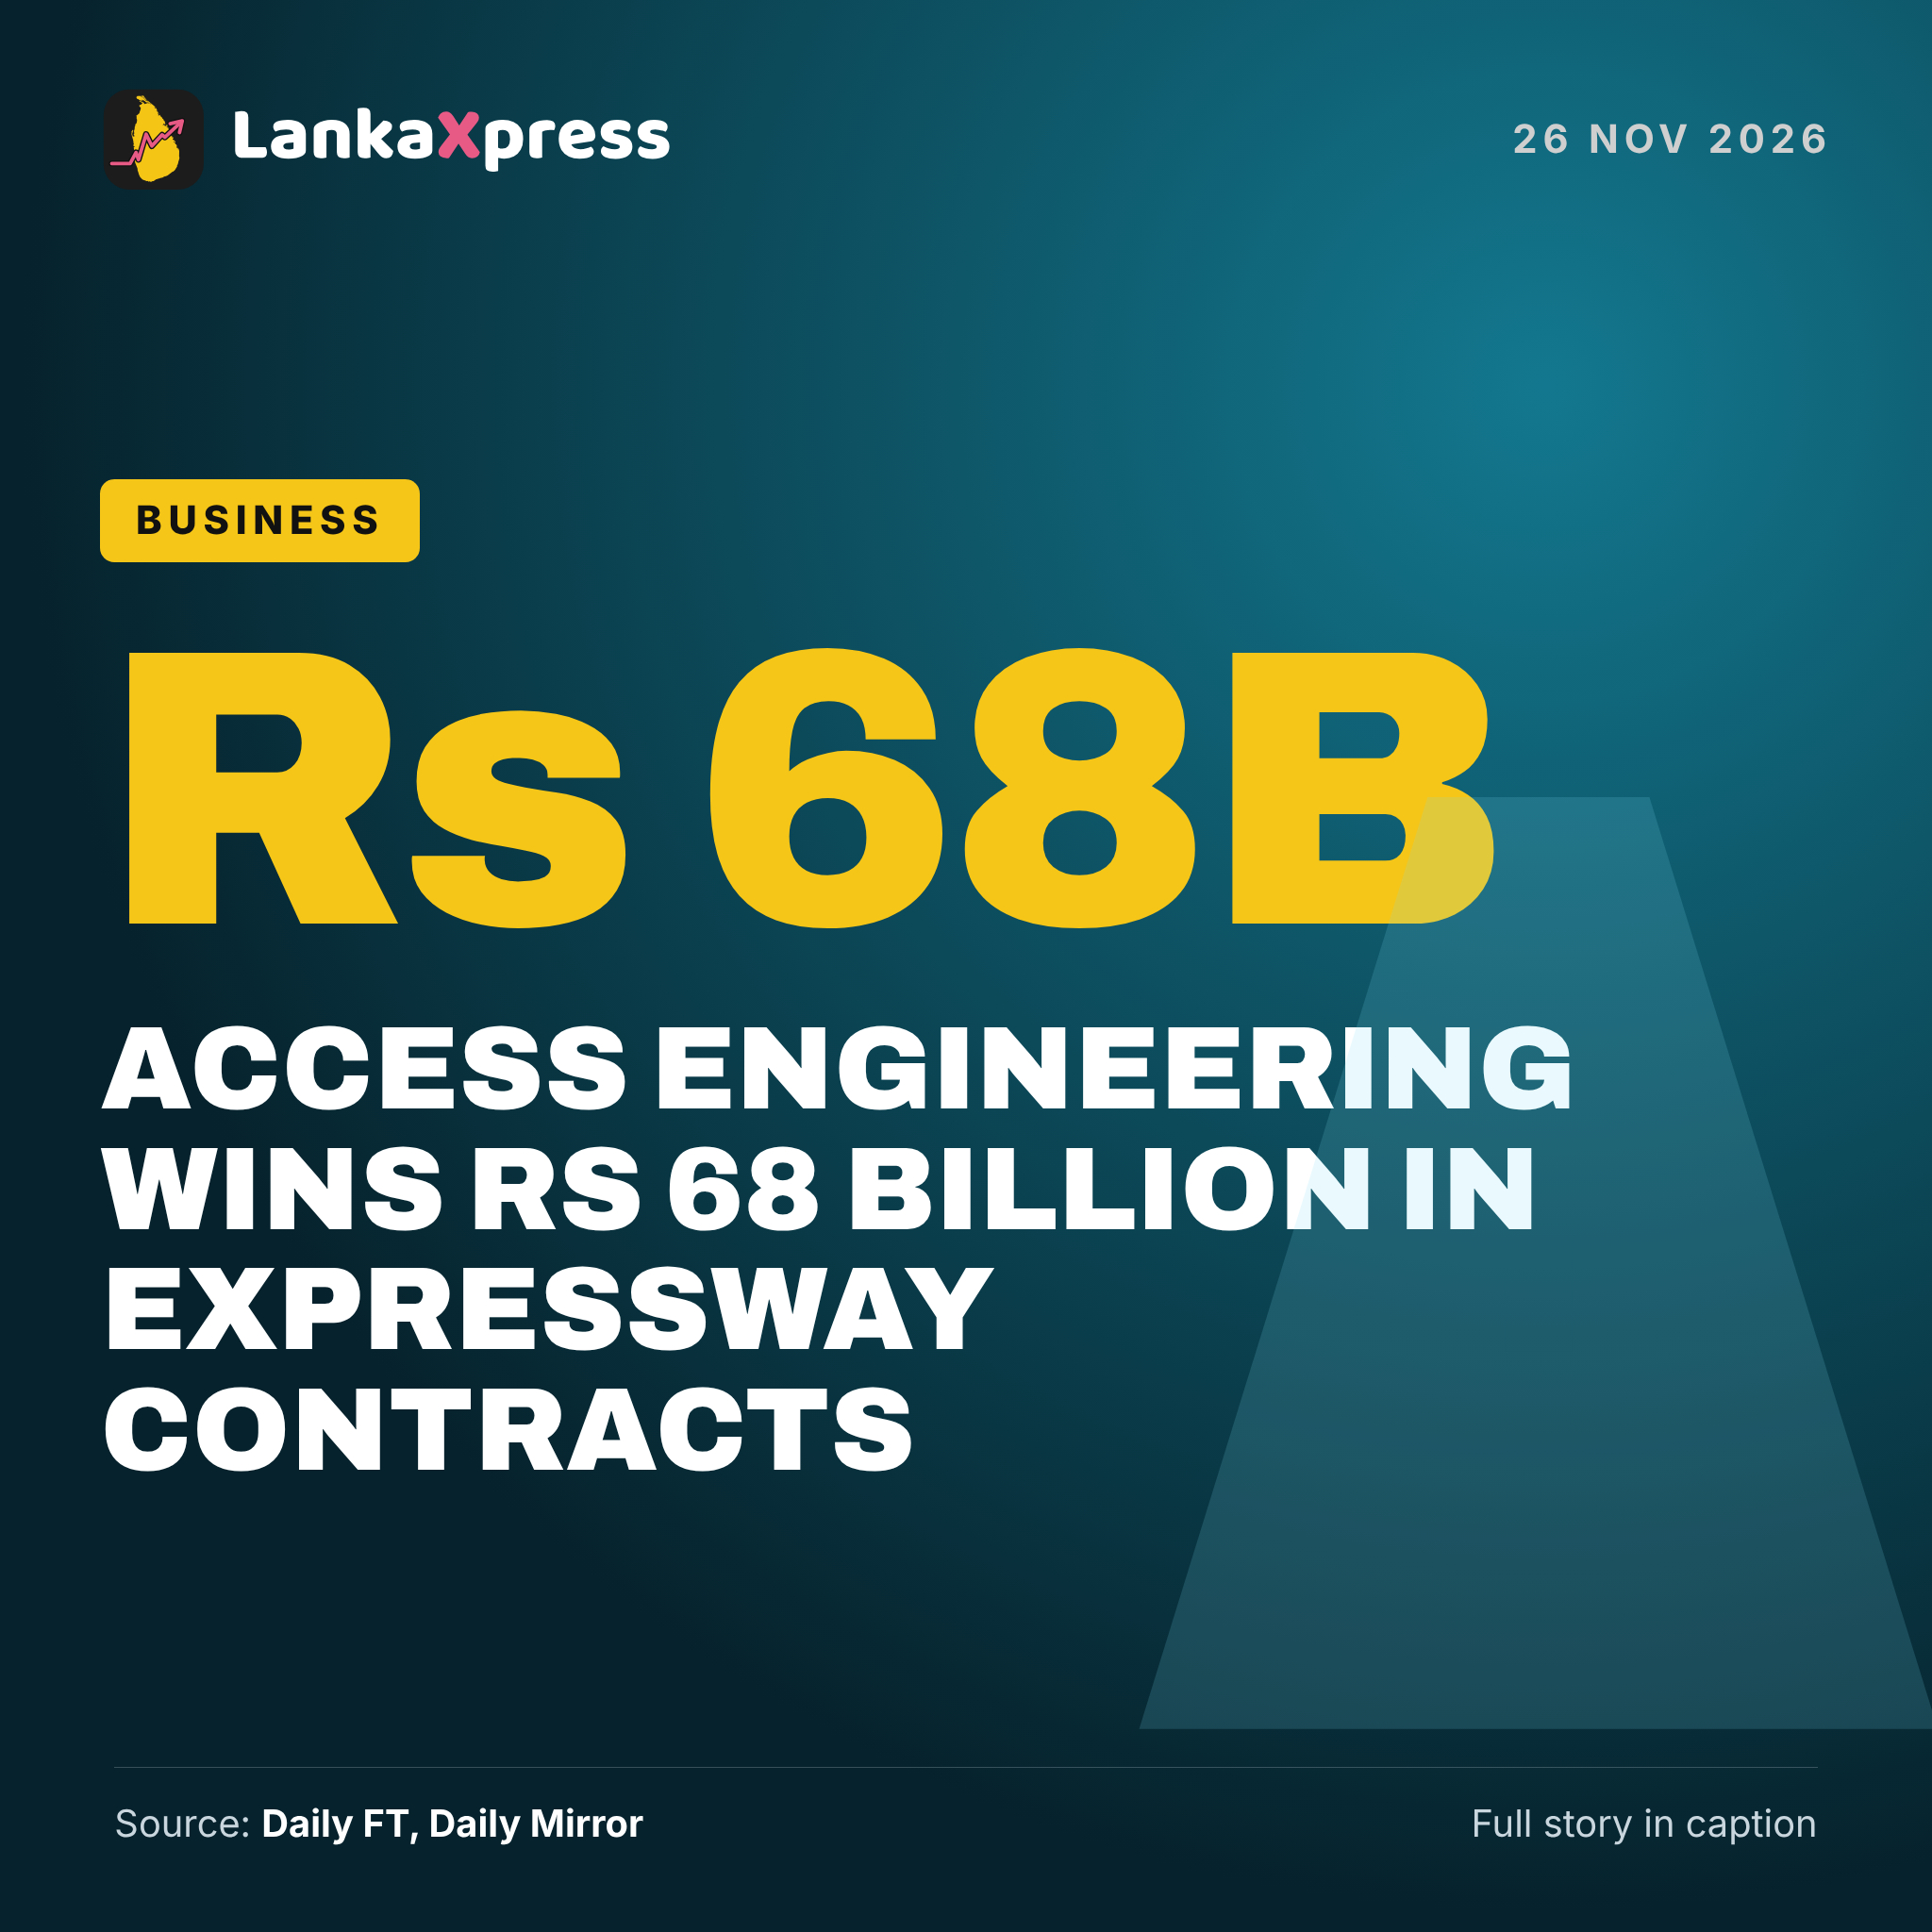 LankaXpress
26 NOV 2026
BUSINESS
Rs 68B
ACCESS ENGINEERING
WINS RS 68 BILLION IN
EXPRESSWAY
CONTRACTS
Source: Daily FT, Daily Mirror
Full story in caption